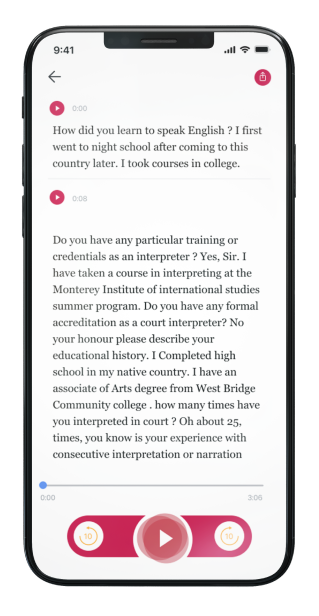 9:41
0:00
How did you learn to speak English ? I first
went to night school after coming to this
country later. I took courses in college.
0:08
Do you have any particular training or
credentials as an interpreter ? Yes, Sir. I
have taken a course in interpreting at the
Monterey Institute of international studies
summer program. Do you have any formal
accreditation as a court interpreter? No
your honour please describe your
educational history. I Completed high
school in my native country. I have an
associate of Arts degree from West Bridge
Community college . how many times have
you interpreted in court ? Oh about 25,
times, you know is your experience with
consecutive interpretation or narration
0:00 3:06
10 10